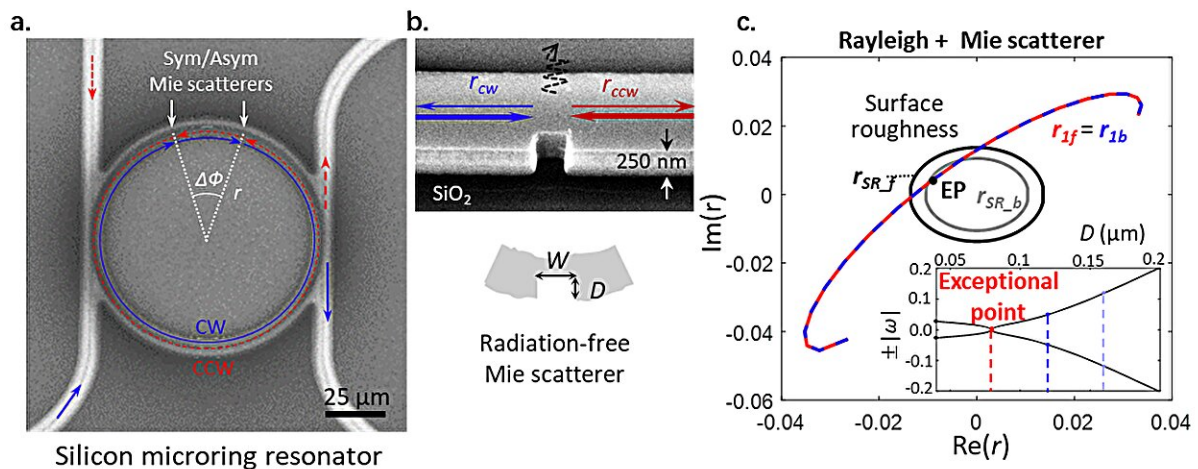 a.
Sym/Asym
Mie scatterers
ΔΦ
r
CW
CCW
25 µm
Silicon microring resonator
b.
r_cw
r_ccw
250 nm
SiO₂
W
D
Radiation-free
Mie scatterer
c.
Rayleigh + Mie scatterer
Surface
roughness
r_1f = r_1b
r_SR_f
EP
r_SR_b
Im(r)
0.04
0.02
0
-0.02
-0.04
-0.06
-0.04
-0.02
0
0.02
0.04
Re(r)
D (µm)
0.05
0.1
0.15
0.2
Exceptional
point
±|ω|
0.2
0.1
0.0
-0.1
-0.2